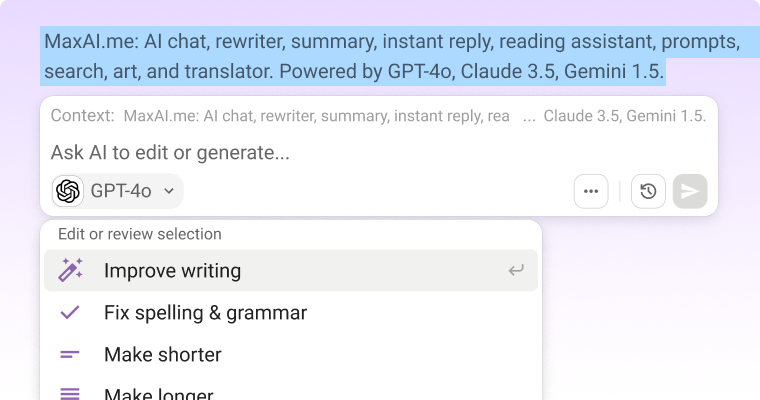 MaxAI.me: AI chat, rewriter, summary, instant reply, reading assistant, prompts,
search, art, and translator. Powered by GPT-4o, Claude 3.5, Gemini 1.5.
Context: MaxAI.me: AI chat, rewriter, summary, instant reply, rea ... Claude 3.5, Gemini 1.5.
Ask AI to edit or generate...
GPT-4o
Edit or review selection
Improve writing
Fix spelling & grammar
Make shorter
Make longer